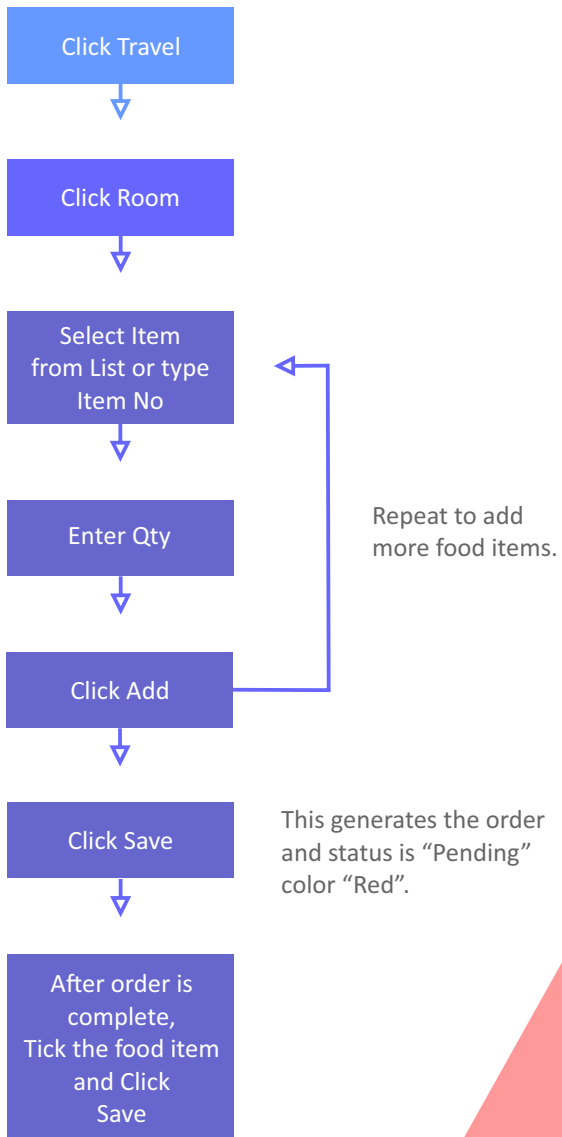 Click Travel
Click Room
Select Item
from List or type
Item No
Enter Qty
Repeat to add
more food items.
Click Add
Click Save
This generates the order
and status is “Pending”
color “Red”.
After order is
complete,
Tick the food item
and Click
Save